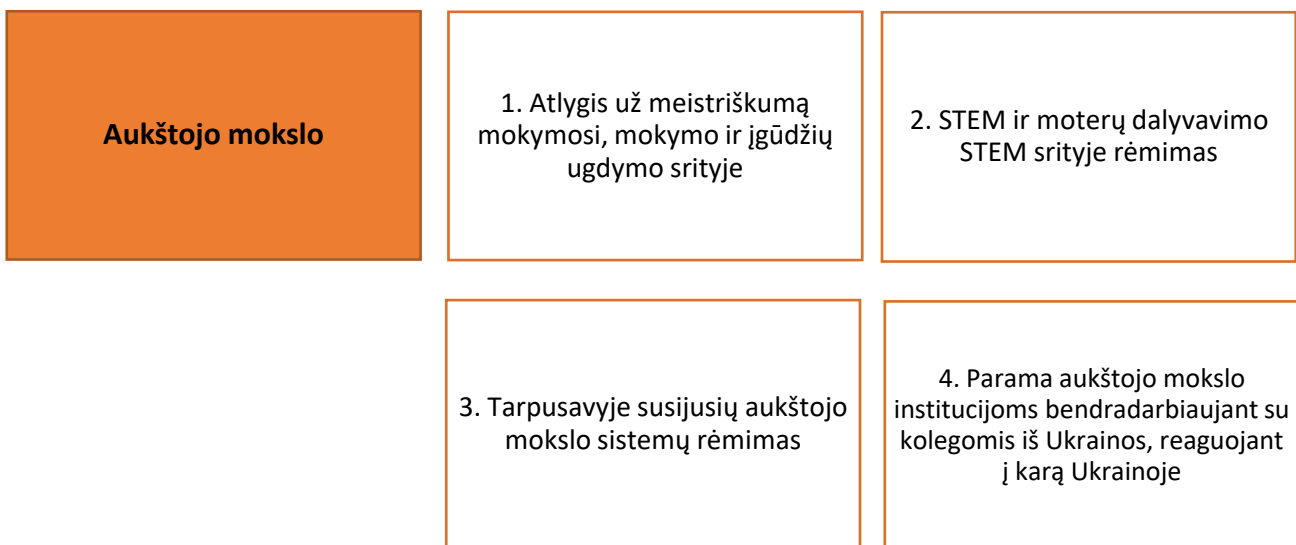 Aukštojo mokslo
1. Atlygis už meistriškumą
mokymosi, mokymo ir įgūdžių
ugdymo srityje
2. STEM ir moterų dalyvavimo
STEM srityje rėmimas
3. Tarpusavyje susijusių aukštojo
mokslo sistemų rėmimas
4. Parama aukštojo mokslo
institucijoms bendradarbiaujant su
kolegomis iš Ukrainos, reaguojant
į karą Ukrainoje